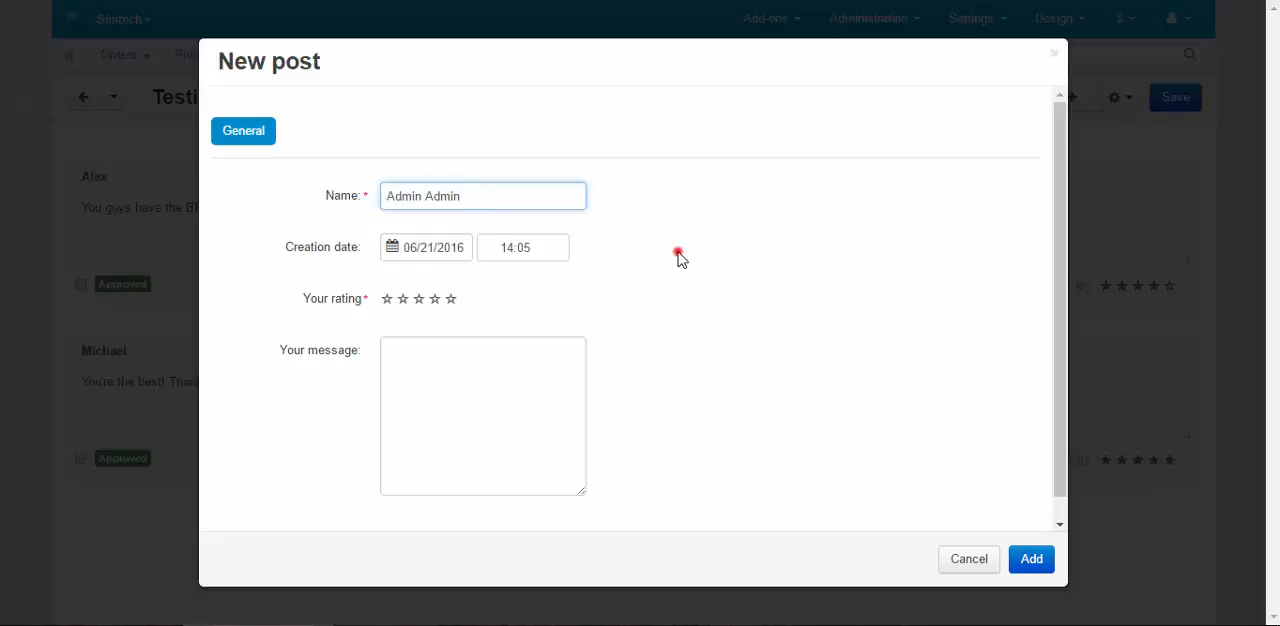 Simtech
Add-ons
Administration
Settings
Design
$
Orders
New post
Testi
Save
General
Alex
You guys have the BE
Name: *
Admin Admin
Creation date:
06/21/2016
14:05
Approved
Your rating*
Your message:
Michael
You're the best! Than
Approved
Cancel
Add